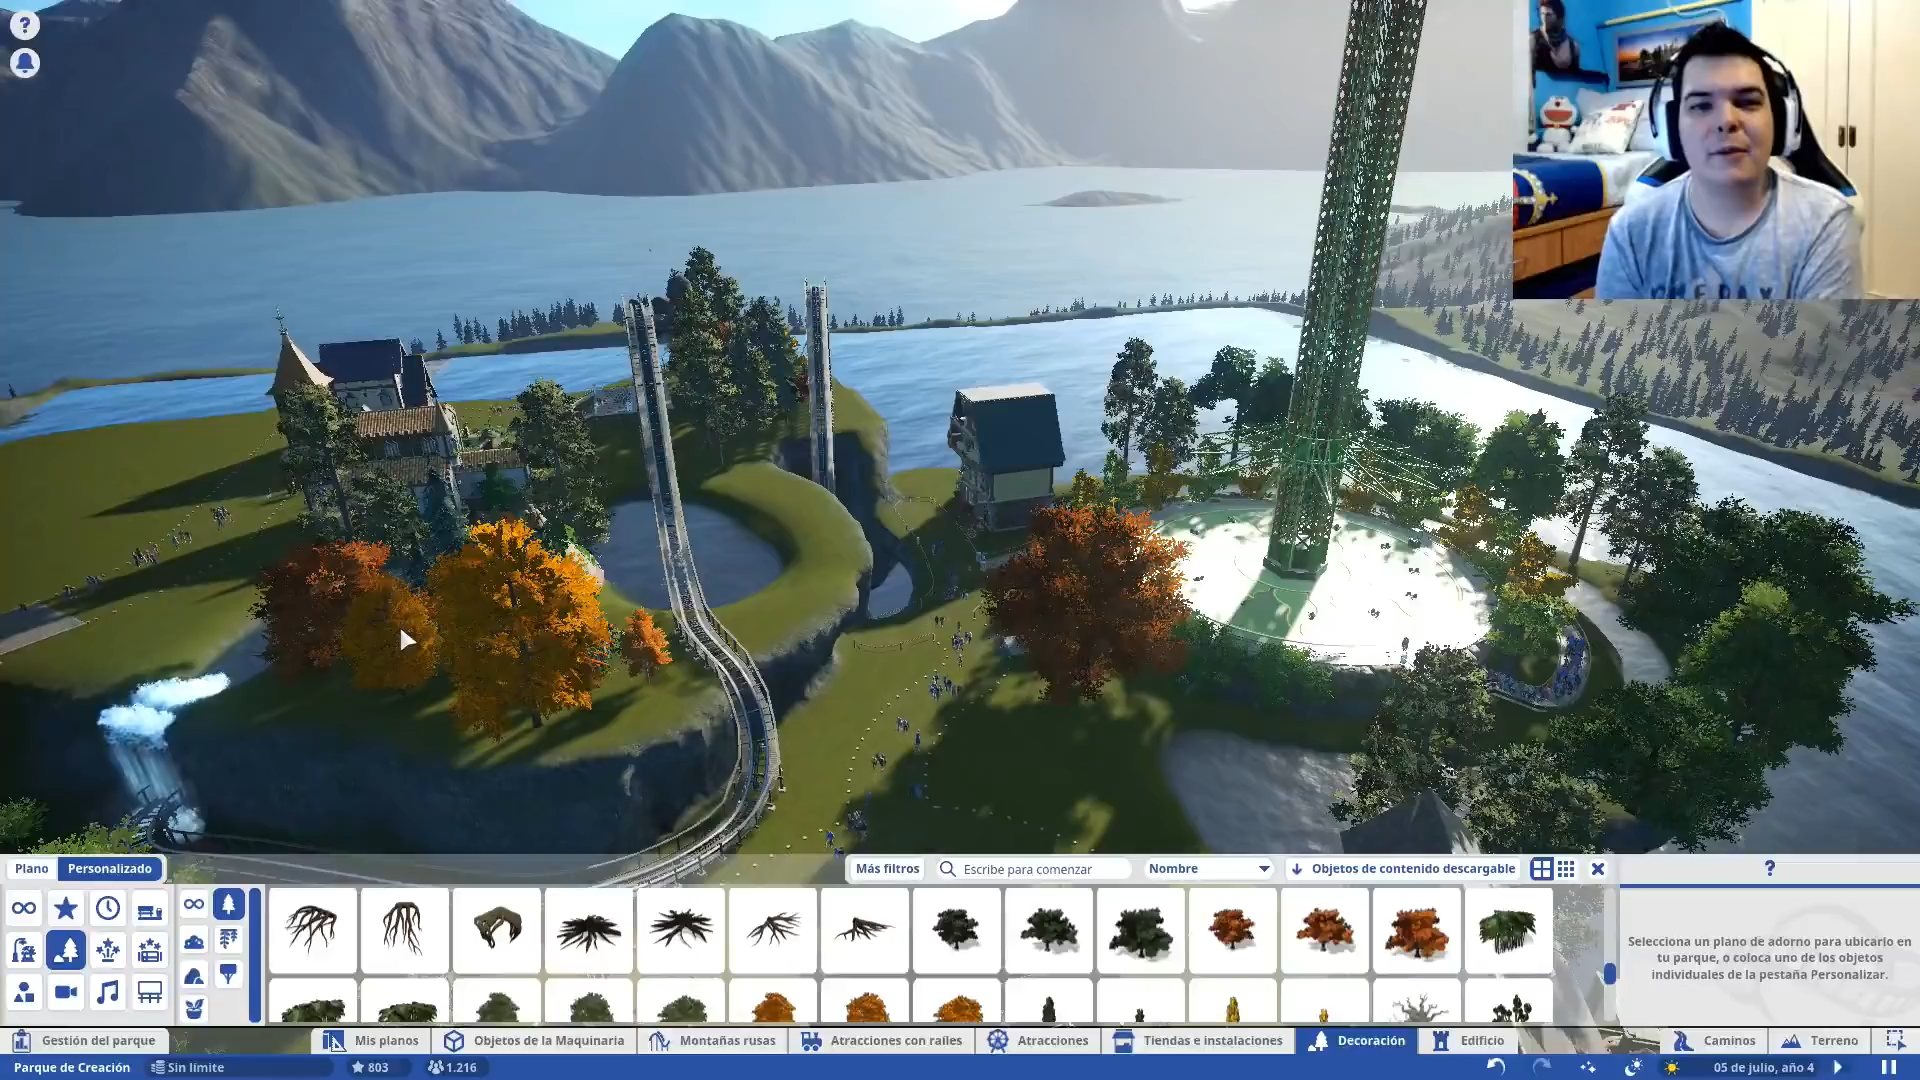 ?
Plano
Personalizado
Más filtros
Escribe para comenzar
Nombre
Objetos de contenido descargable
?
Selecciona un plano de adorno para ubicarlo en
tu parque, o coloca uno de los objetos
individuales de la pestaña Personalizar.
Gestión del parque
Mis planos
Objetos de la Maquinaria
Montañas rusas
Atracciones con raíles
Atracciones
Tiendas e instalaciones
Decoración
Edificio
Caminos
Terreno
Parque de Creación
Sin límite
803
1.216
05 de julio, año 4